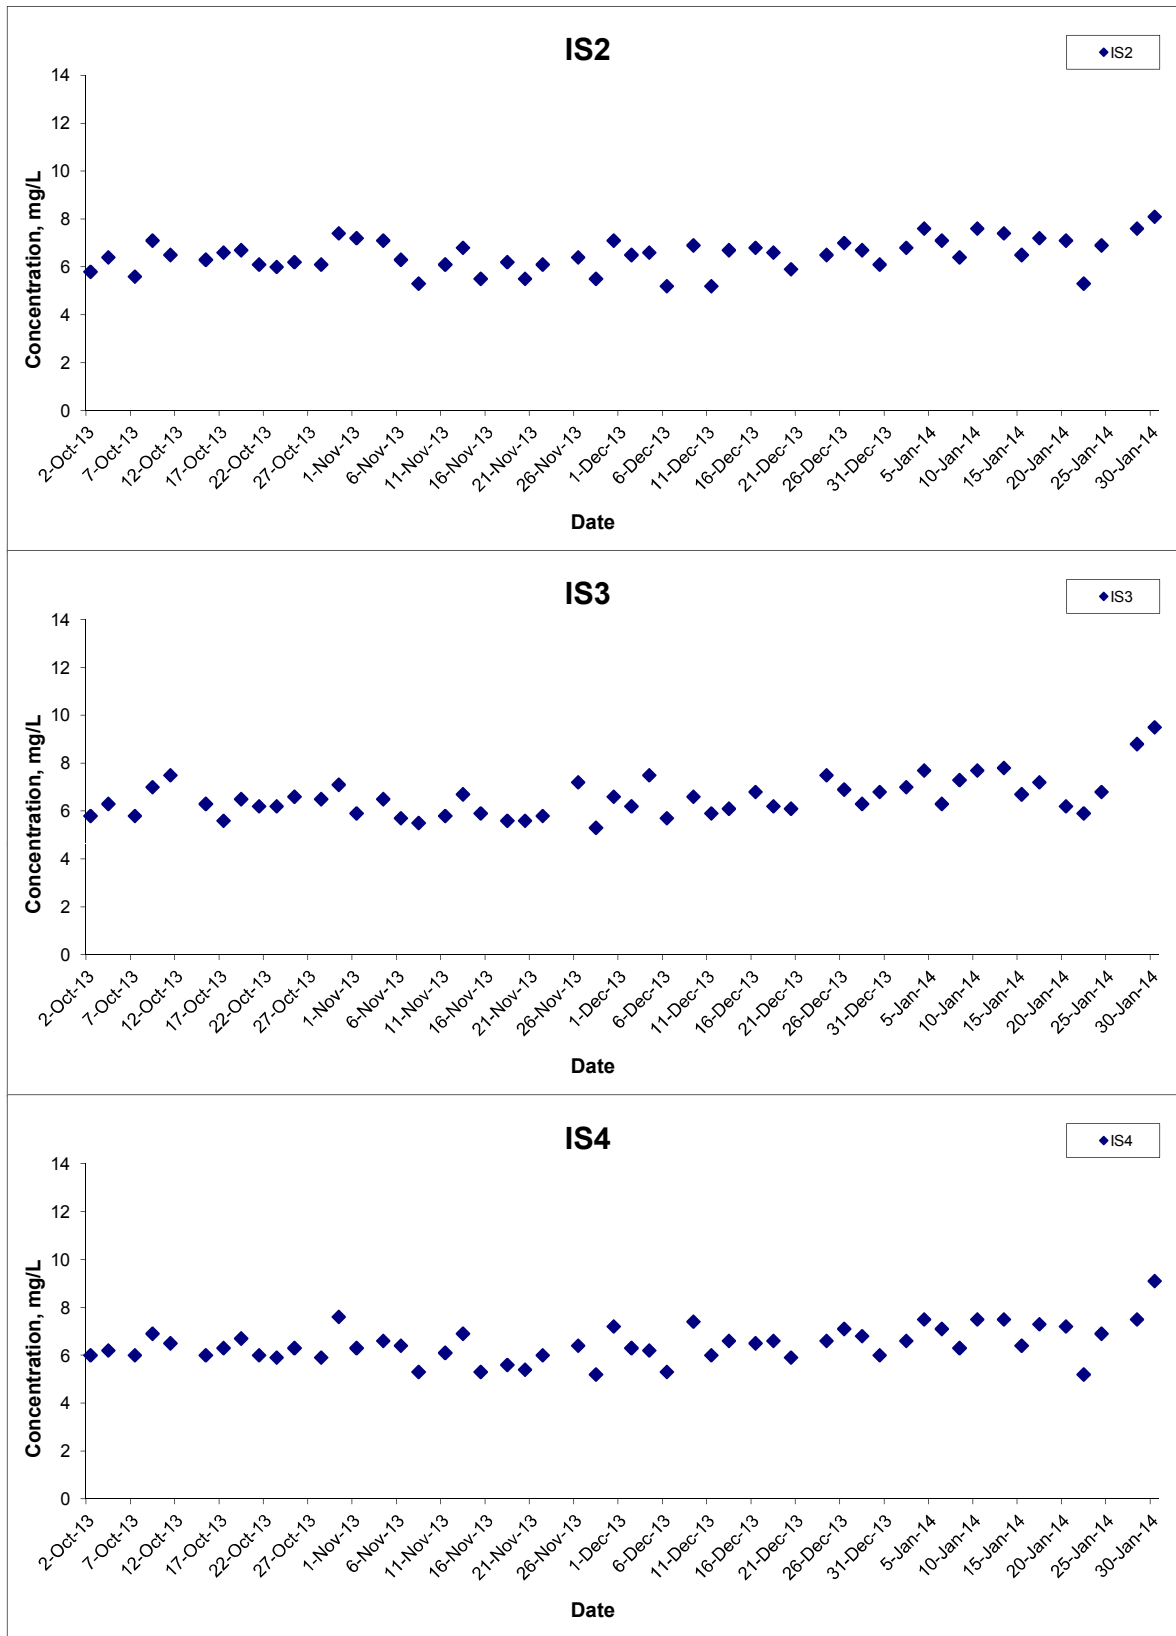 IS2
IS2
14
12
10
8
6
4
2
0
Concentration, mg/L
2-Oct-13
7-Oct-13
12-Oct-13
17-Oct-13
22-Oct-13
27-Oct-13
1-Nov-13
6-Nov-13
11-Nov-13
16-Nov-13
21-Nov-13
26-Nov-13
1-Dec-13
6-Dec-13
11-Dec-13
16-Dec-13
21-Dec-13
26-Dec-13
31-Dec-13
5-Jan-14
10-Jan-14
15-Jan-14
20-Jan-14
25-Jan-14
30-Jan-14
Date
IS3
IS3
14
12
10
8
6
4
2
0
Concentration, mg/L
2-Oct-13
7-Oct-13
12-Oct-13
17-Oct-13
22-Oct-13
27-Oct-13
1-Nov-13
6-Nov-13
11-Nov-13
16-Nov-13
21-Nov-13
26-Nov-13
1-Dec-13
6-Dec-13
11-Dec-13
16-Dec-13
21-Dec-13
26-Dec-13
31-Dec-13
5-Jan-14
10-Jan-14
15-Jan-14
20-Jan-14
25-Jan-14
30-Jan-14
Date
IS4
IS4
14
12
10
8
6
4
2
0
Concentration, mg/L
2-Oct-13
7-Oct-13
12-Oct-13
17-Oct-13
22-Oct-13
27-Oct-13
1-Nov-13
6-Nov-13
11-Nov-13
16-Nov-13
21-Nov-13
26-Nov-13
1-Dec-13
6-Dec-13
11-Dec-13
16-Dec-13
21-Dec-13
26-Dec-13
31-Dec-13
5-Jan-14
10-Jan-14
15-Jan-14
20-Jan-14
25-Jan-14
30-Jan-14
Date